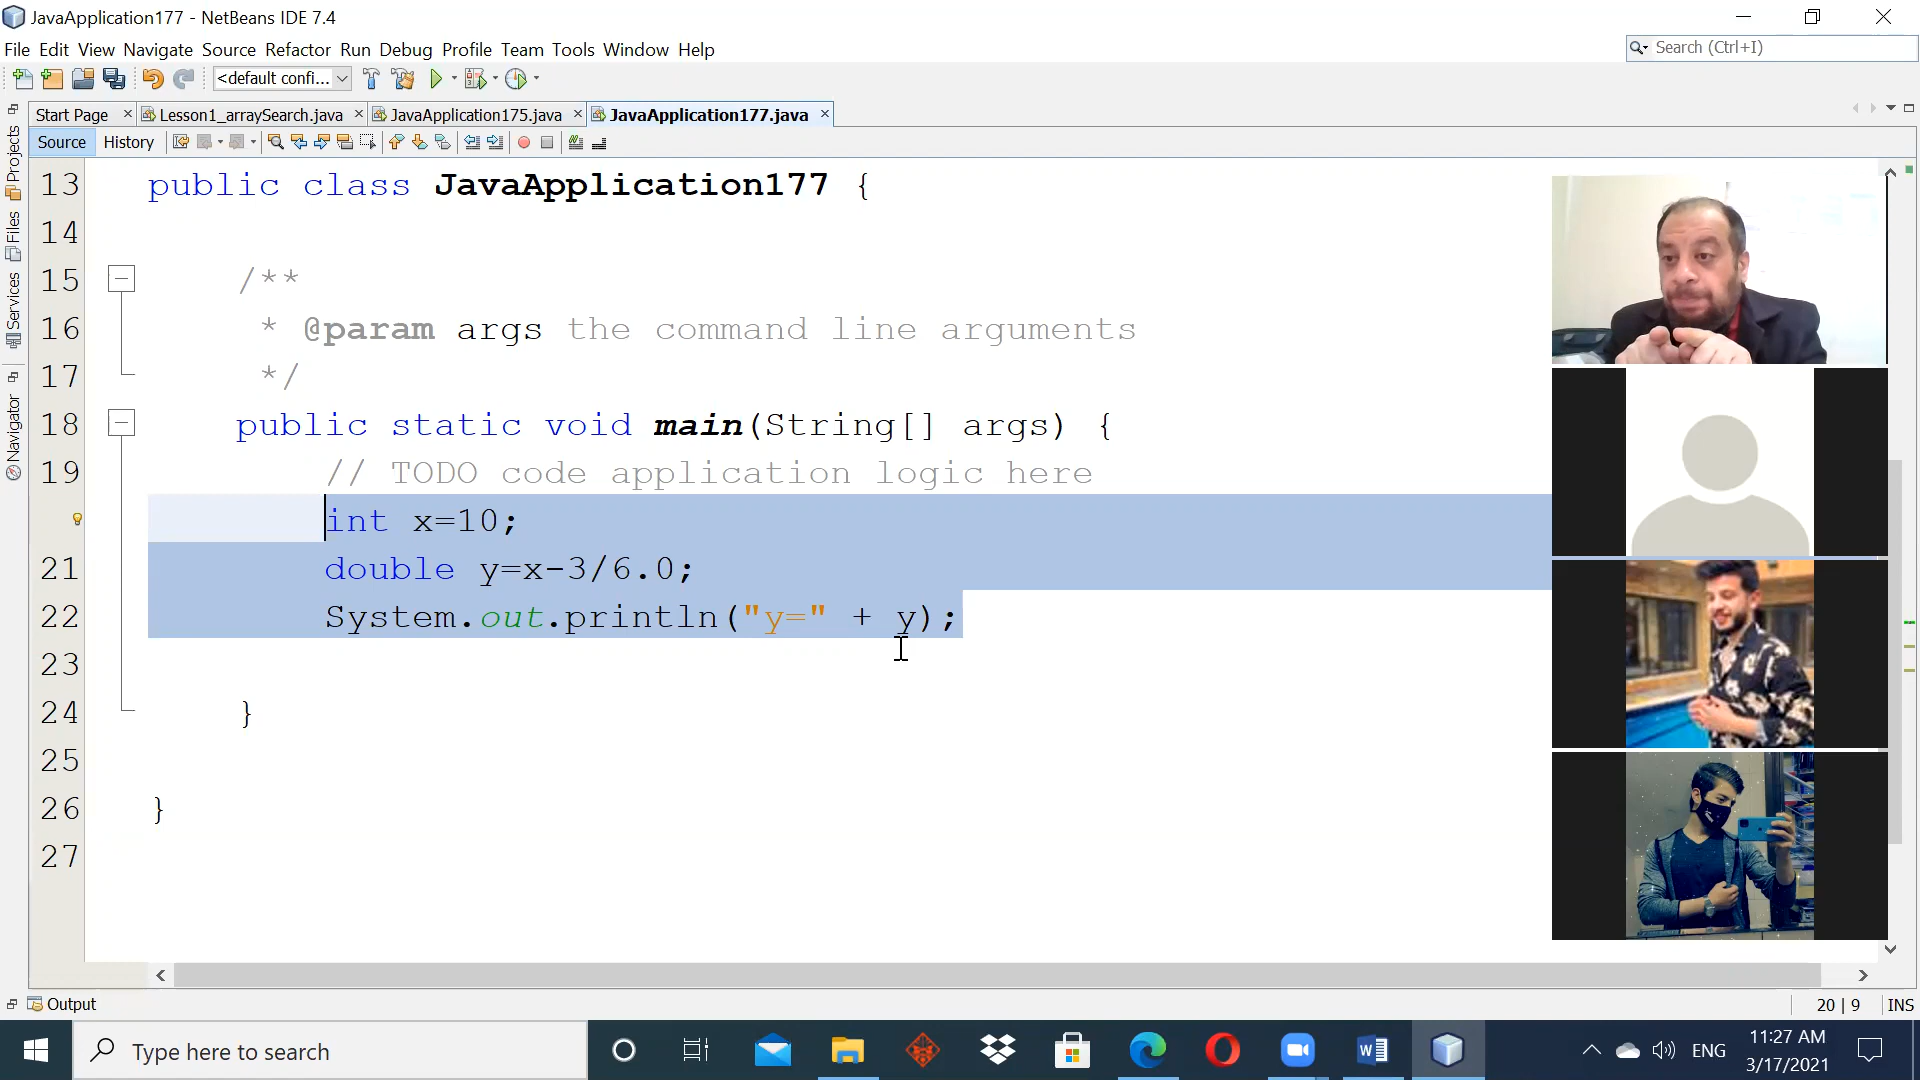 JavaApplication177 - NetBeans IDE 7.4
File Edit View Navigate Source Refactor Run Debug Profile Team Tools Window Help
Search (Ctrl+I)
<default confi...
Start Page
Lesson1_arraySearch.java
JavaApplication175.java
JavaApplication177.java
Source
History
Projects
Files
Services
Navigator
13 public class JavaApplication177 {
14
15 /**
16 * @param args the command line arguments
17 */
18 public static void main(String[] args) {
19 // TODO code application logic here
int x=10;
21 double y=x-3/6.0;
22 System.out.println("y=" + y);
23
24 }
25
26 }
27
Output
20 | 9 INS
Type here to search
ENG
11:27 AM
3/17/2021